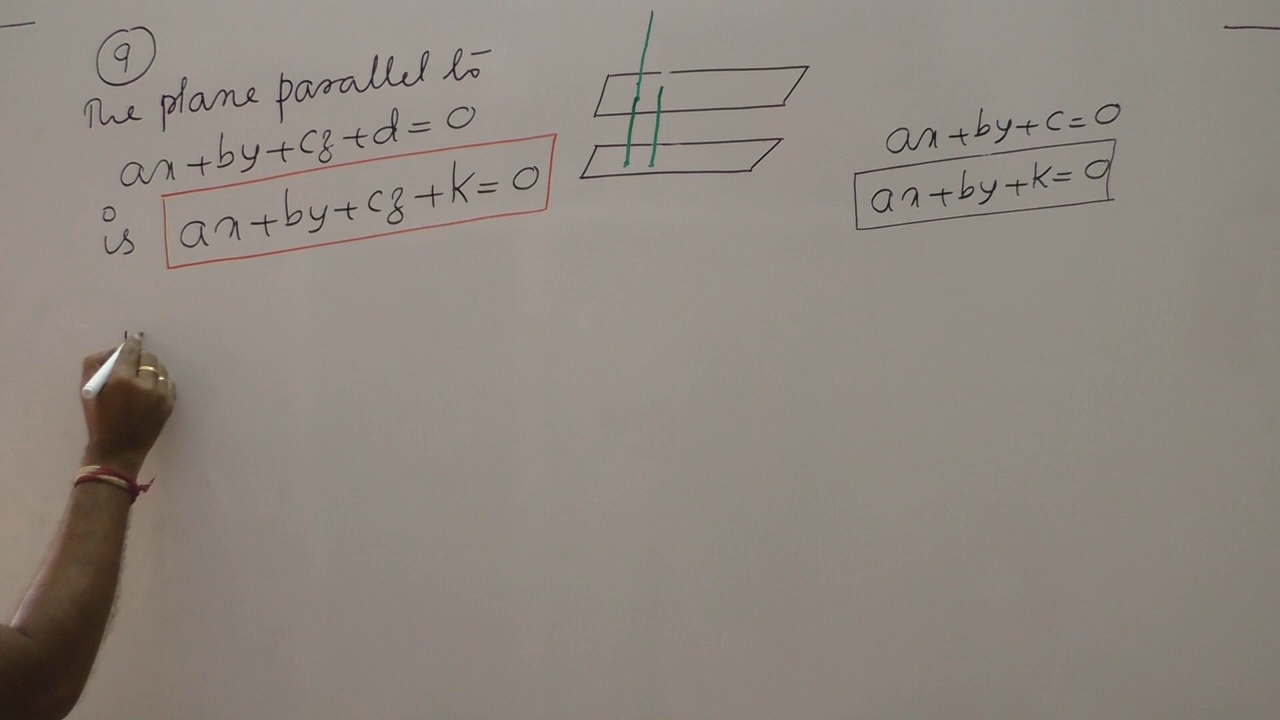 9
The plane parallel to
ax+by+cz+d=0
is ax+by+cz+k=0
ax+by+c=0
ax+by+k=0